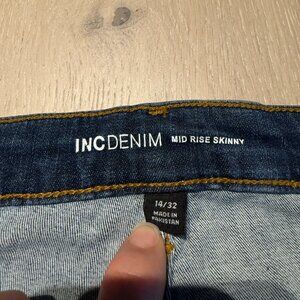 INCDENIM MID RISE SKINNY
14/32
MADE IN
PAKISTAN